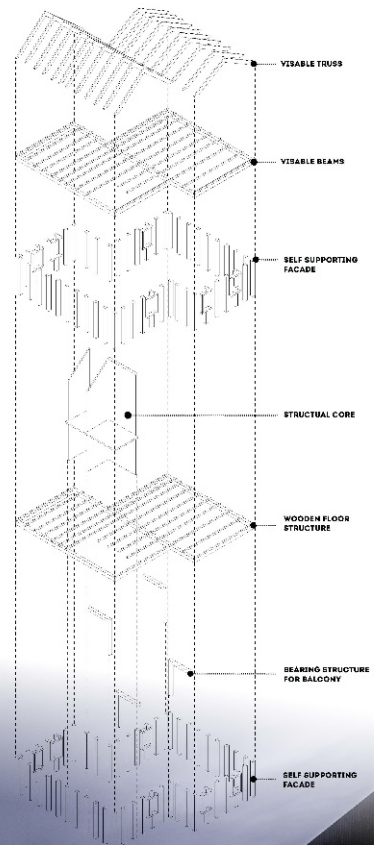 VISABLE TRUSS
VISABLE BEAMS
SELF SUPPORTING
FACADE
STRUCTUAL CORE
WOODEN FLOOR
STRUCTURE
BEARING STRUCTURE
FOR BALCONY
SELF SUPPORTING
FACADE